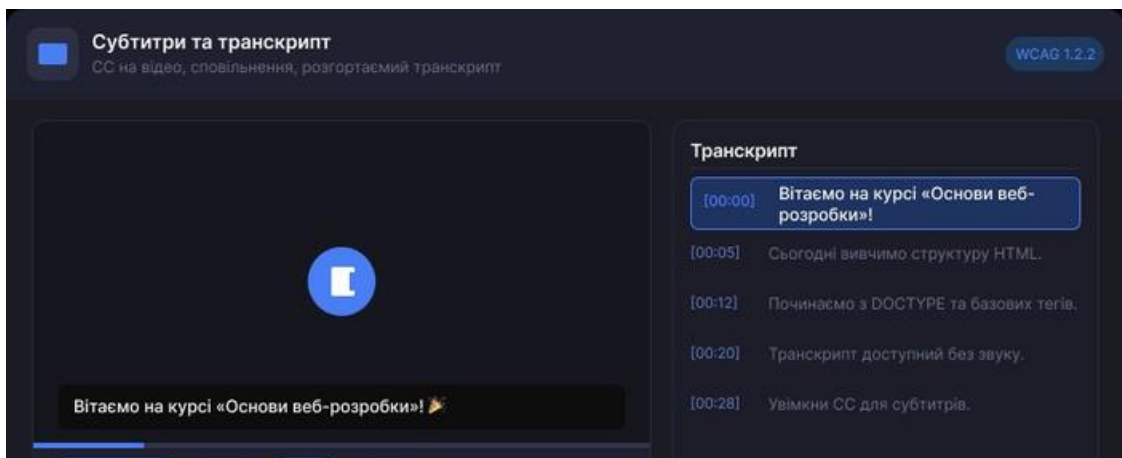 Субтитри та транскрипт
СС на відео, сповільнення, розгортаємий транскрипт
WCAG 1.2.2
Транскрипт
[00:00] Вітаємо на курсі «Основи веб-
розробки»!
[00:05] Сьогодні вивчимо структуру HTML.
[00:12] Починаємо з DOCTYPE та базових тегів.
[00:20] Транскрипт доступний без звуку.
[00:28] Увімкни СС для субтитрів.
Вітаємо на курсі «Основи веб-розробки»! 🎉